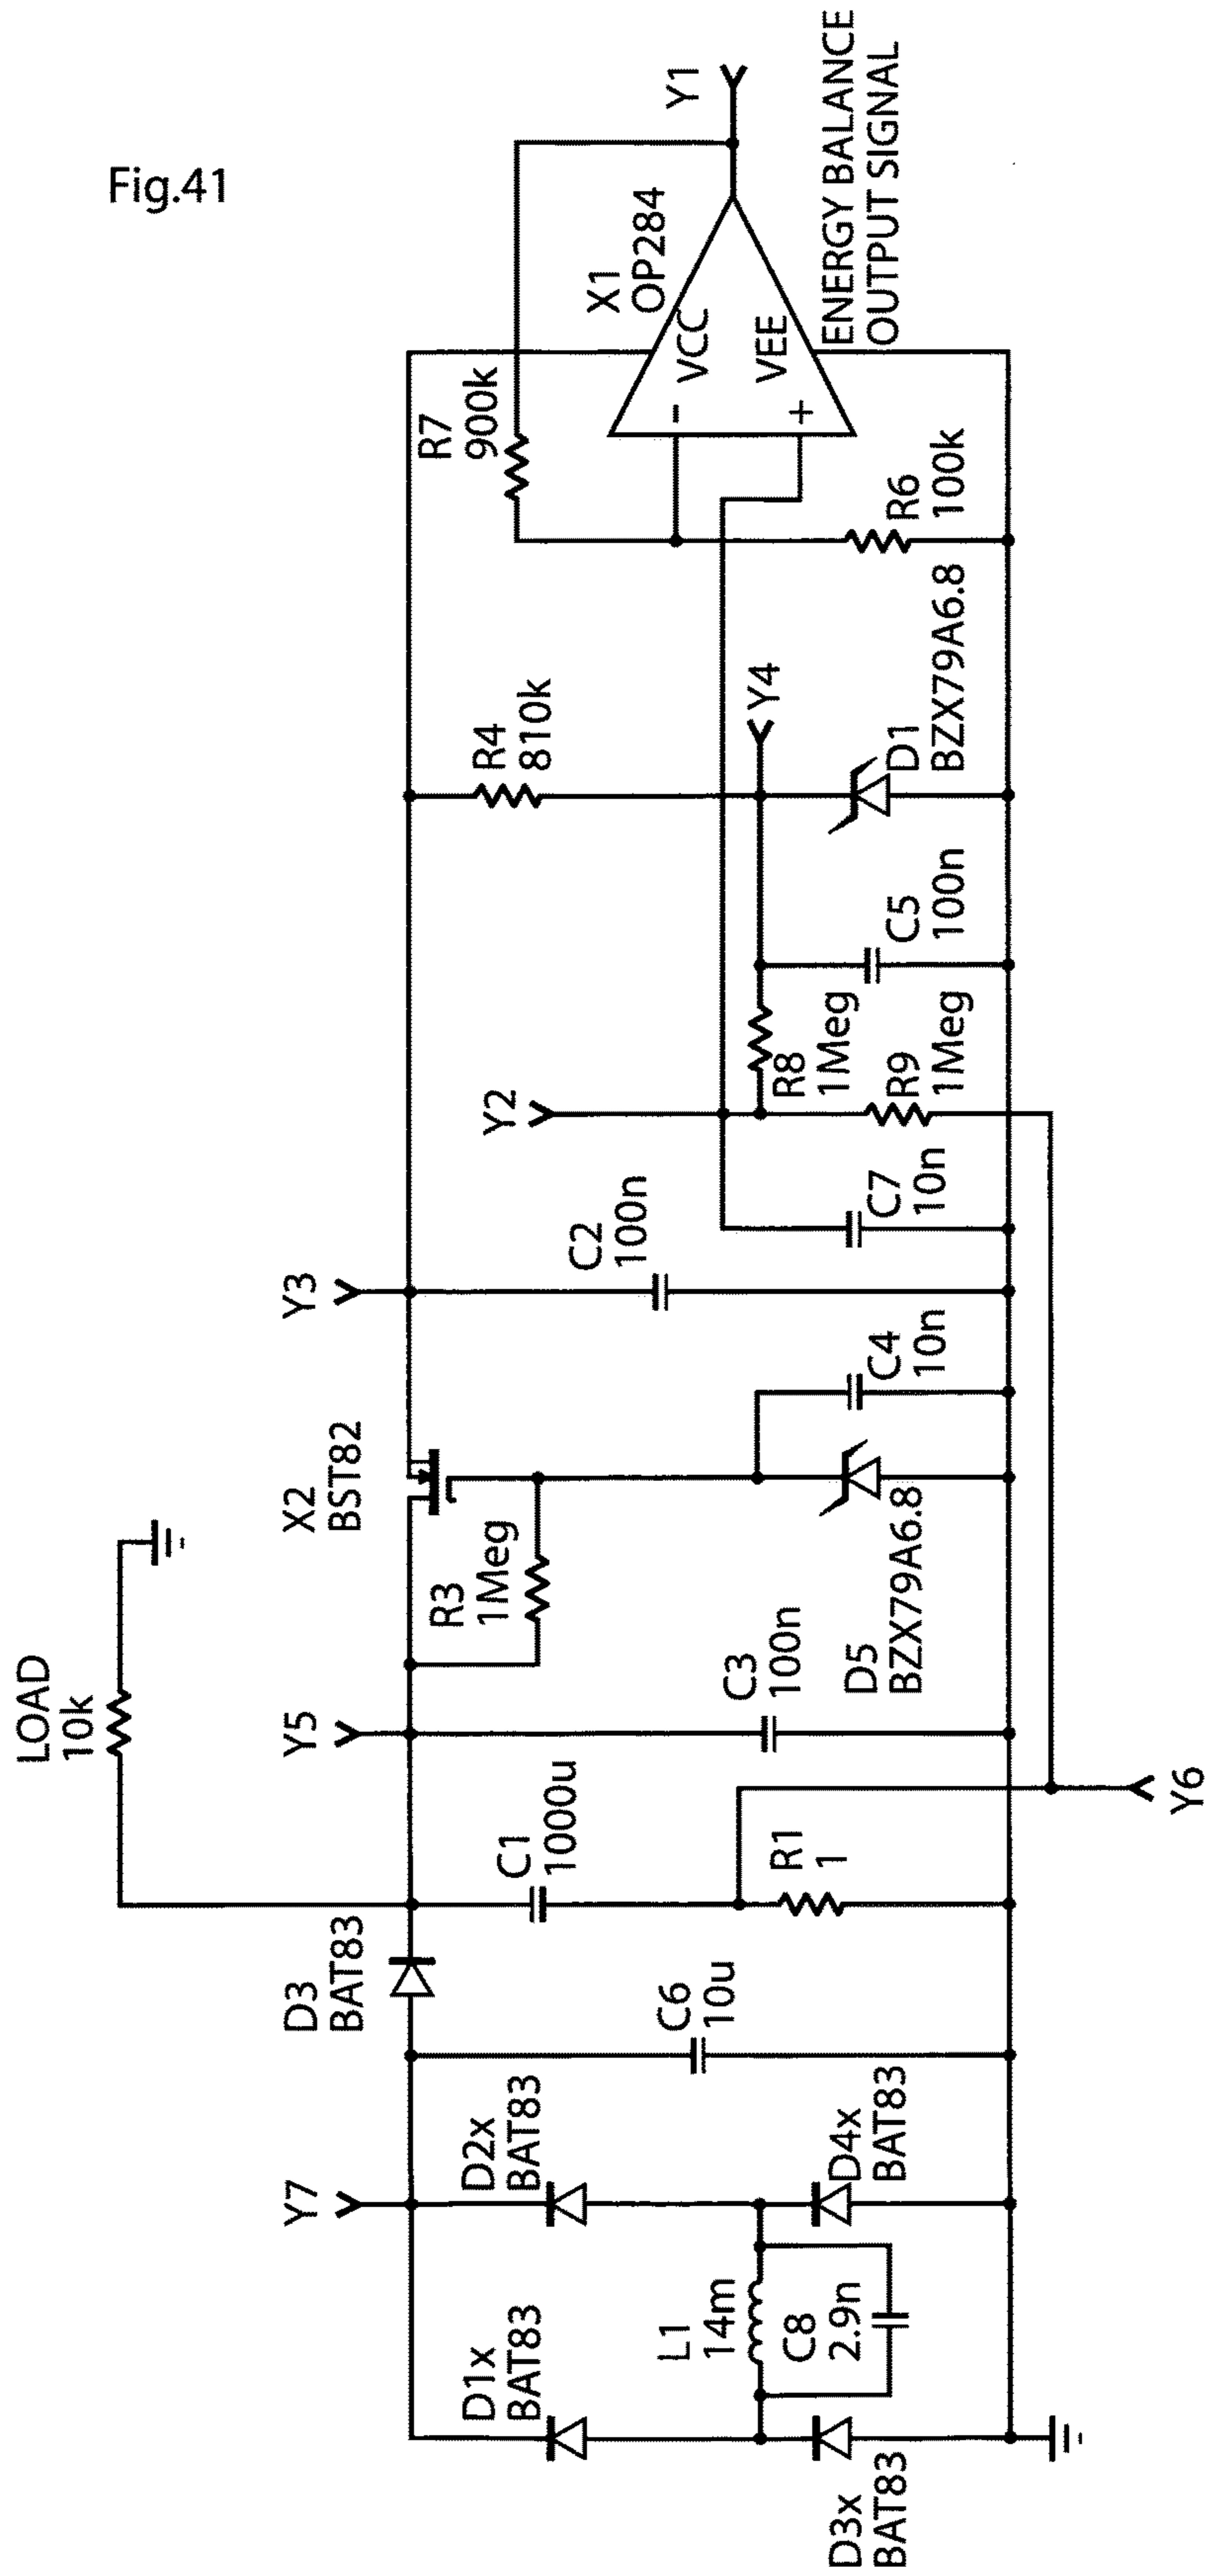 Fig.41
LOAD
10k
Y7
D3
BAT83
Y5
X2
BST82
Y3
D1x
BAT83
D2x
BAT83
C1
1000u
R3
1Meg
Y2
R4
810k
R7
900k
C2
100n
X1
OP284
Y1
L1
14m
C6
10u
C3
100n
Y4
VCC
-
C8
2.9n
R1
1
R8
1Meg
VEE
+
D3x
BAT83
D4x
BAT83
D5
BZX79A6.8
C4
10n
C7
10n
R9
1Meg
C5
100n
D1
BZX79A6.8
R6
100k
ENERGY BALANCE
OUTPUT SIGNAL
Y6